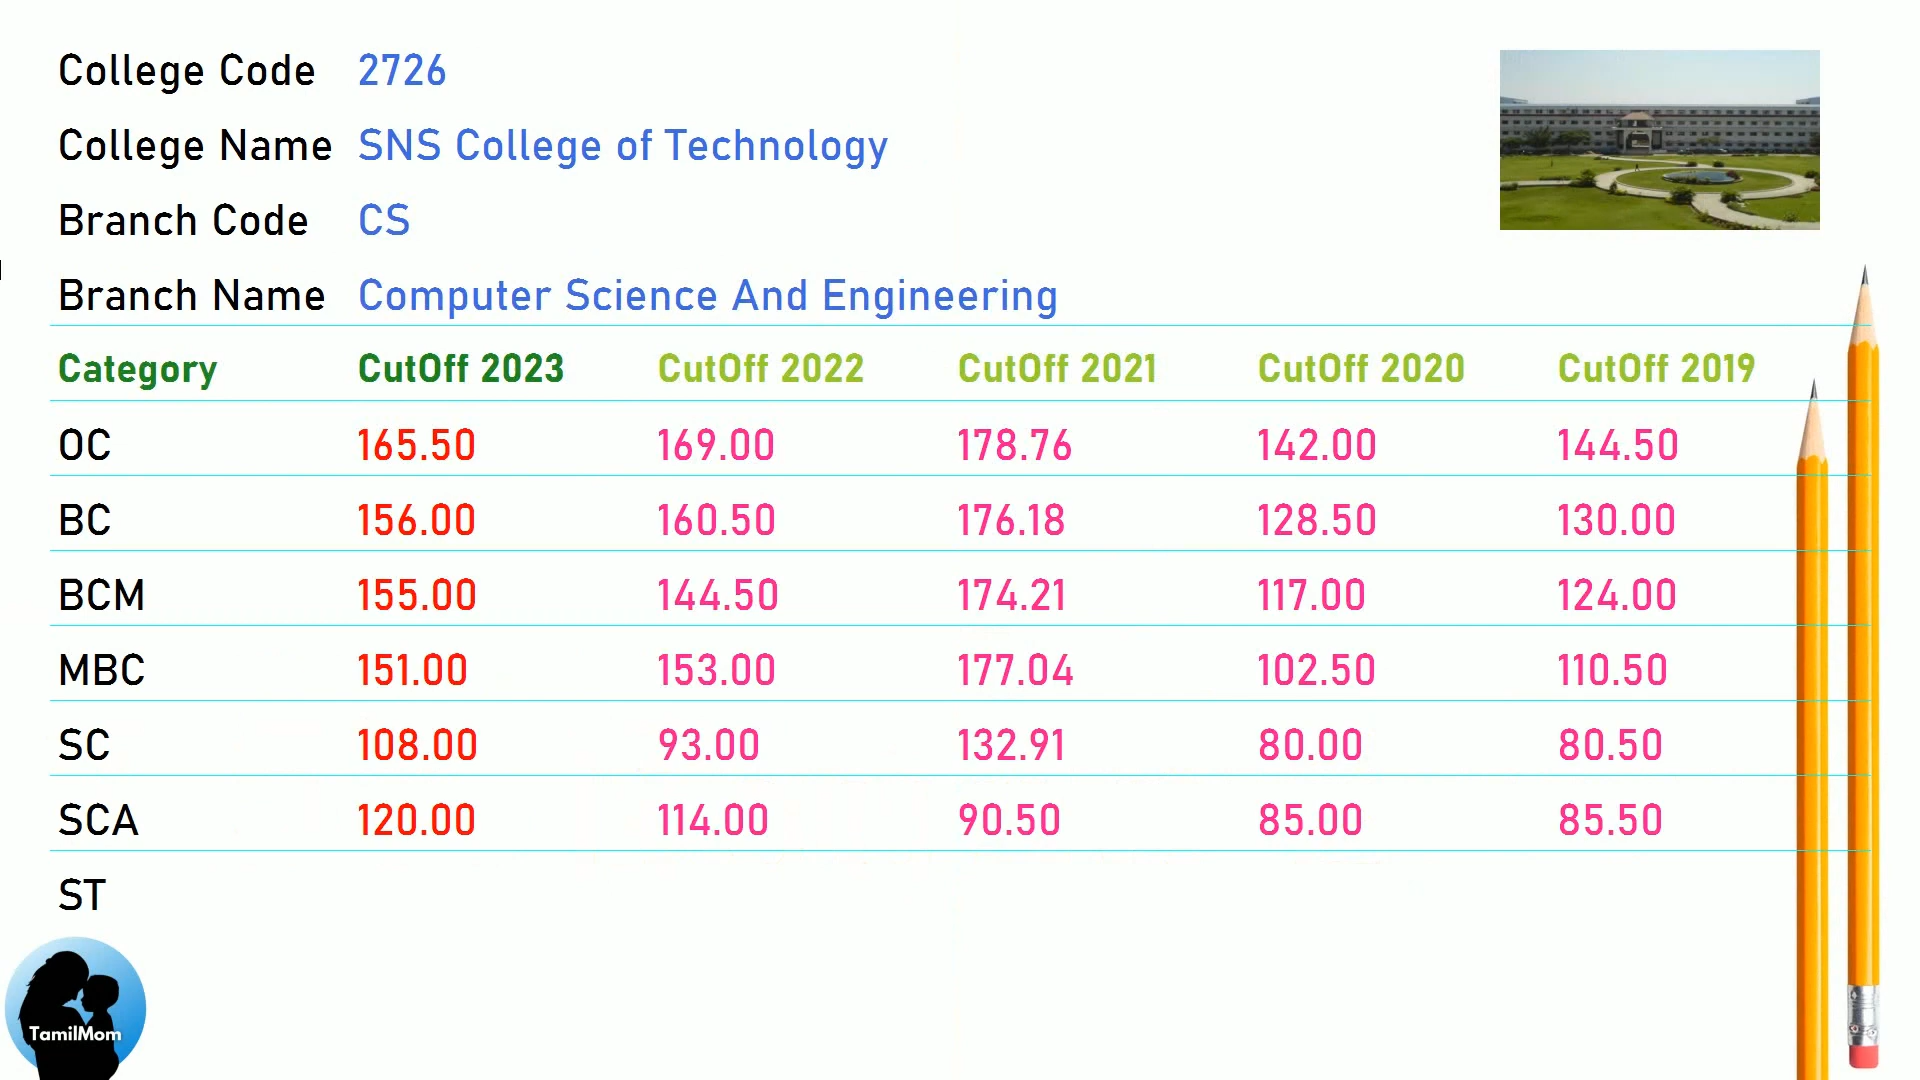 College Code 2726
College Name SNS College of Technology
Branch Code CS
Branch Name Computer Science And Engineering
Category CutOff 2023 CutOff 2022 CutOff 2021 CutOff 2020 CutOff 2019
OC 165.50 169.00 178.76 142.00 144.50
BC 156.00 160.50 176.18 128.50 130.00
BCM 155.00 144.50 174.21 117.00 124.00
MBC 151.00 153.00 177.04 102.50 110.50
SC 108.00 93.00 132.91 80.00 80.50
SCA 120.00 114.00 90.50 85.00 85.50
ST
TamilMom